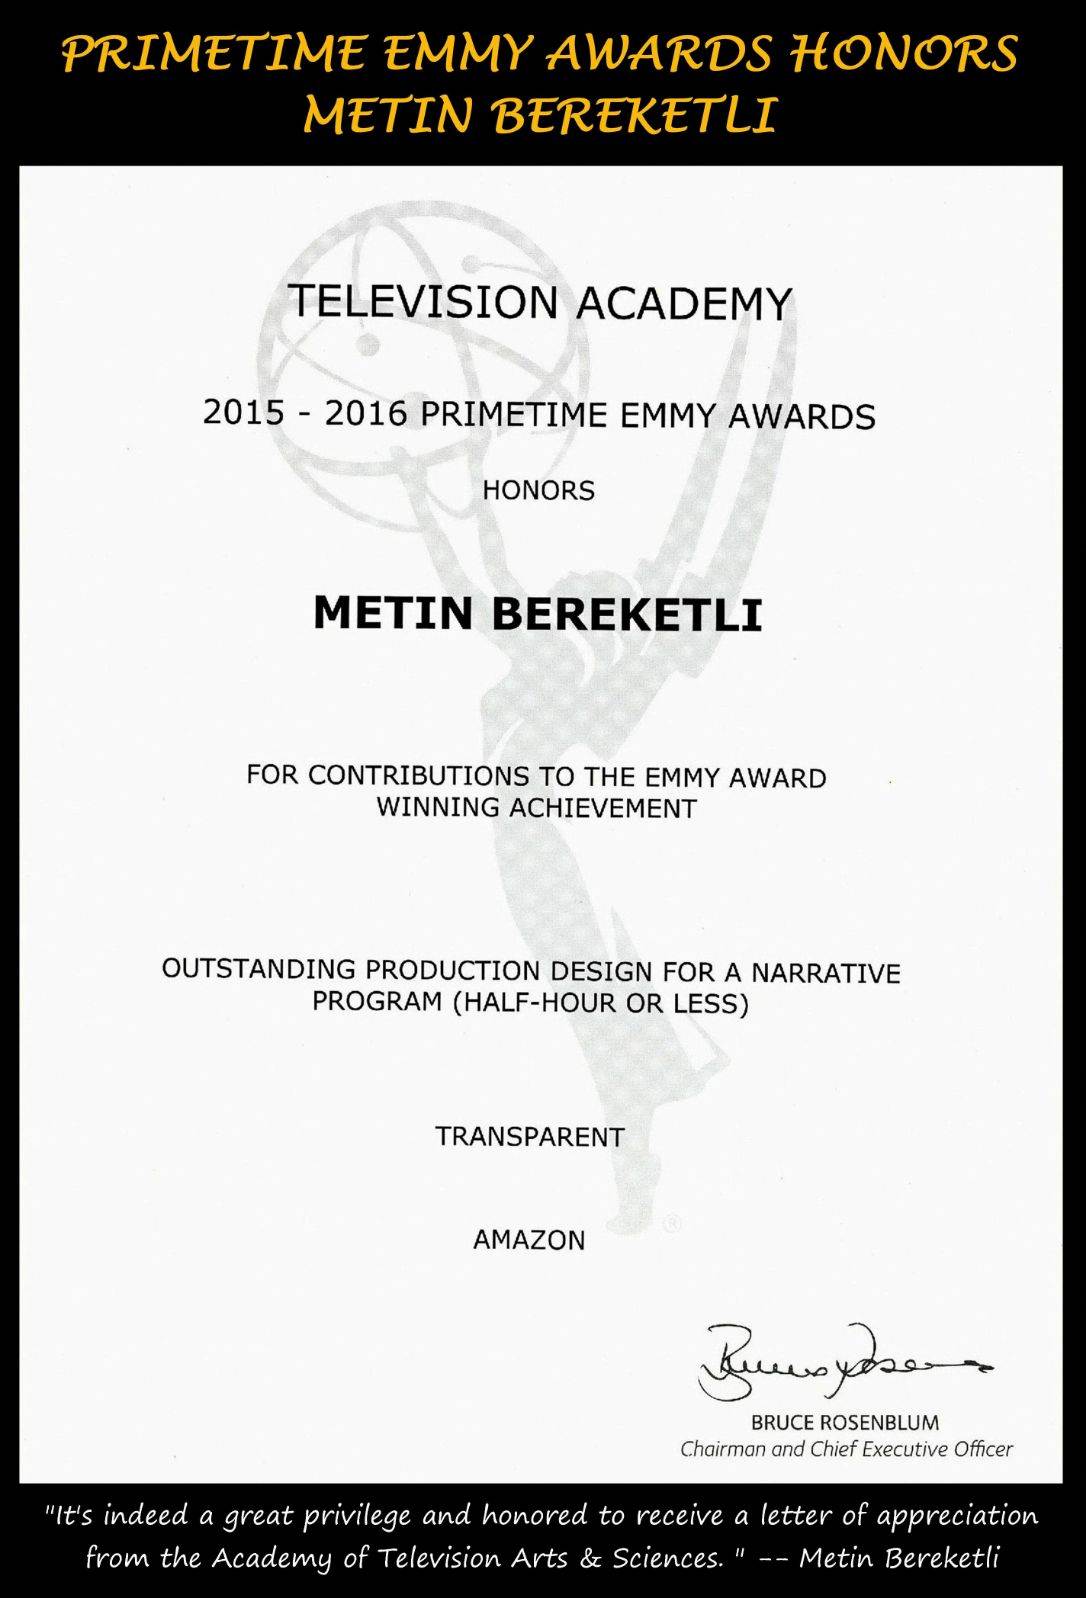 PRIMETIME EMMY AWARDS HONORS
METIN BEREKETLI
TELEVISION ACADEMY
2015 - 2016 PRIMETIME EMMY AWARDS
HONORS
METIN BEREKETLI
FOR CONTRIBUTIONS TO THE EMMY AWARD
WINNING ACHIEVEMENT
OUTSTANDING PRODUCTION DESIGN FOR A NARRATIVE
PROGRAM (HALF-HOUR OR LESS)
TRANSPARENT
®
AMAZON
BRUCE ROSENBLUM
Chairman and Chief Executive Officer
"It's indeed a great privilege and honored to receive a letter of appreciation
from the Academy of Television Arts & Sciences. " -- Metin Bereketli